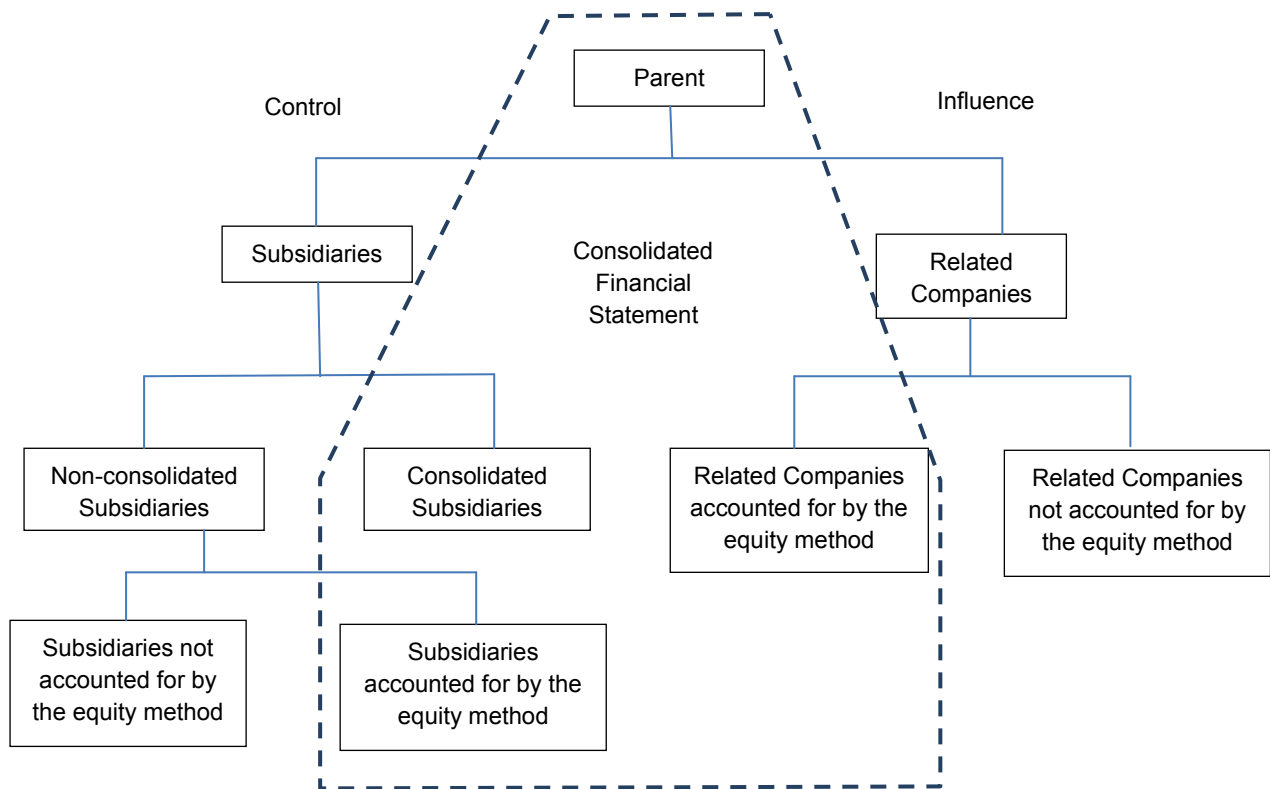 Parent
Control
Influence
Subsidiaries
Consolidated
Financial
Statement
Related
Companies
Non-consolidated
Subsidiaries
Consolidated
Subsidiaries
Related Companies
accounted for by the
equity method
Related Companies
not accounted for by
the equity method
Subsidiaries not
accounted for by
the equity method
Subsidiaries
accounted for by the
equity method